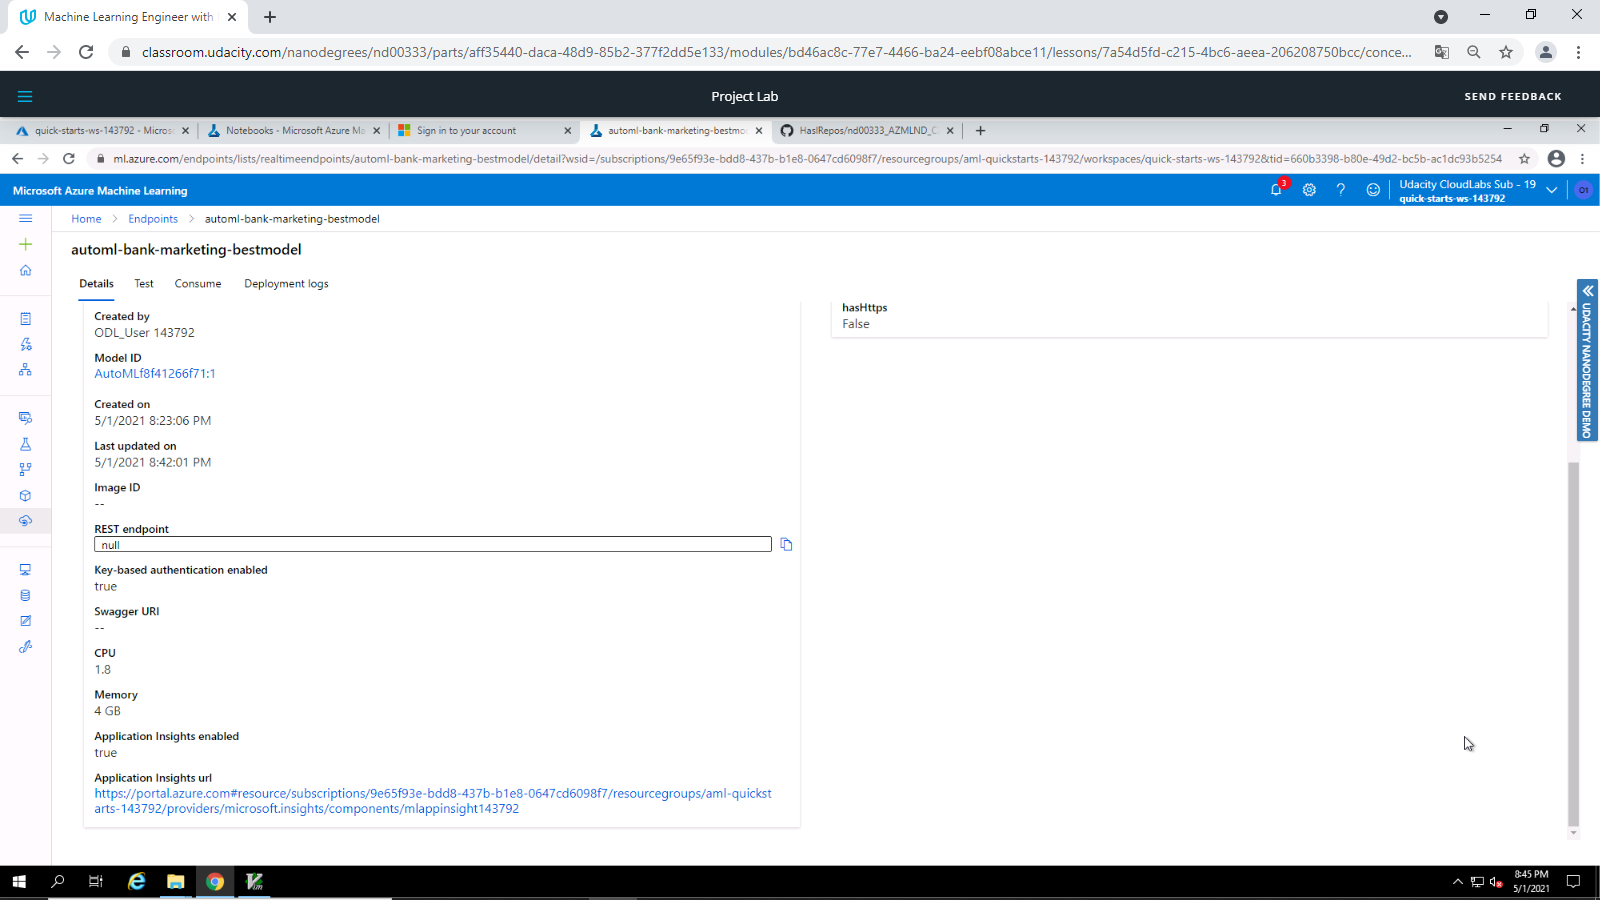 Machine Learning Engineer with
classroom.udacity.com/nanodegrees/nd00333/parts/aff35440-daca-48d9-85b2-377f2dd5e133/modules/bd46ac8c-77e7-4466-ba24-eebf08abce11/lessons/7a54d5fd-c215-4bc6-aeea-206208750bcc/conce...
Project Lab
SEND FEEDBACK
quick-starts-ws-143792 - Micros
Notebooks - Microsoft Azure Ma
Sign in to your account
automl-bank-marketing-bestmo
HaslRepos/nd00333_AZMLND_C
ml.azure.com/endpoints/lists/realtimeendpoints/automl-bank-marketing-bestmodel/detail?wsid=/subscriptions/9e65f93e-bdd8-437b-b1e8-0647cd6098f7/resourcegroups/aml-quickstarts-143792/workspaces/quick-starts-ws-143792&tid=660b3398-b80e-49d2-bc5b-ac1dc93b5254
Microsoft Azure Machine Learning
3
Udacity CloudLabs Sub - 19
quick-starts-ws-143792
O1
Home
Endpoints
automl-bank-marketing-bestmodel
automl-bank-marketing-bestmodel
Details
Test
Consume
Deployment logs
Created by
ODL_User 143792
Model ID
AutoMLf8f41266f71:1
Created on
5/1/2021 8:23:06 PM
Last updated on
5/1/2021 8:42:01 PM
Image ID
--
REST endpoint
null
Key-based authentication enabled
true
Swagger URI
--
CPU
1.8
Memory
4 GB
Application Insights enabled
true
Application Insights url
https://portal.azure.com#resource/subscriptions/9e65f93e-bdd8-437b-b1e8-0647cd6098f7/resourcegroups/aml-quickst
arts-143792/providers/microsoft.insights/components/mlappinsight143792
hasHttps
False
UDACITY NANODEGREE DEMO
8:45 PM
5/1/2021